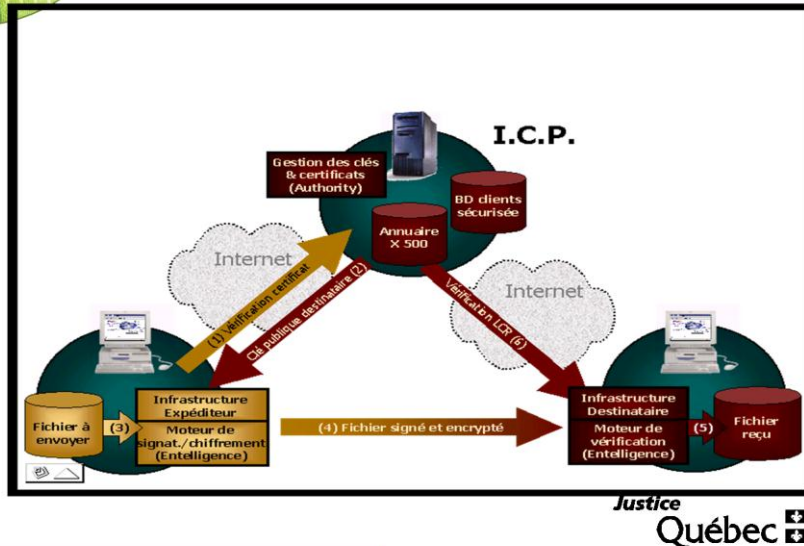 I.C.P.
Gestion des clés
& certificats
(Authority)
BD clients
sécurisée
Annuaire
X 500
Internet
Internet
(1) Vérification certificat
Clé publique destinataire (2)
Vérification LCR (6)
Fichier à
envoyer
(3)
Infrastructure
Expéditeur
Moteur de
signat./chiffrement
(Entelligence)
(4) Fichier signé et encrypté
Infrastructure
Destinataire
Moteur de
vérification
(Entelligence)
(5)
Fichier
reçu
Justice
Québec